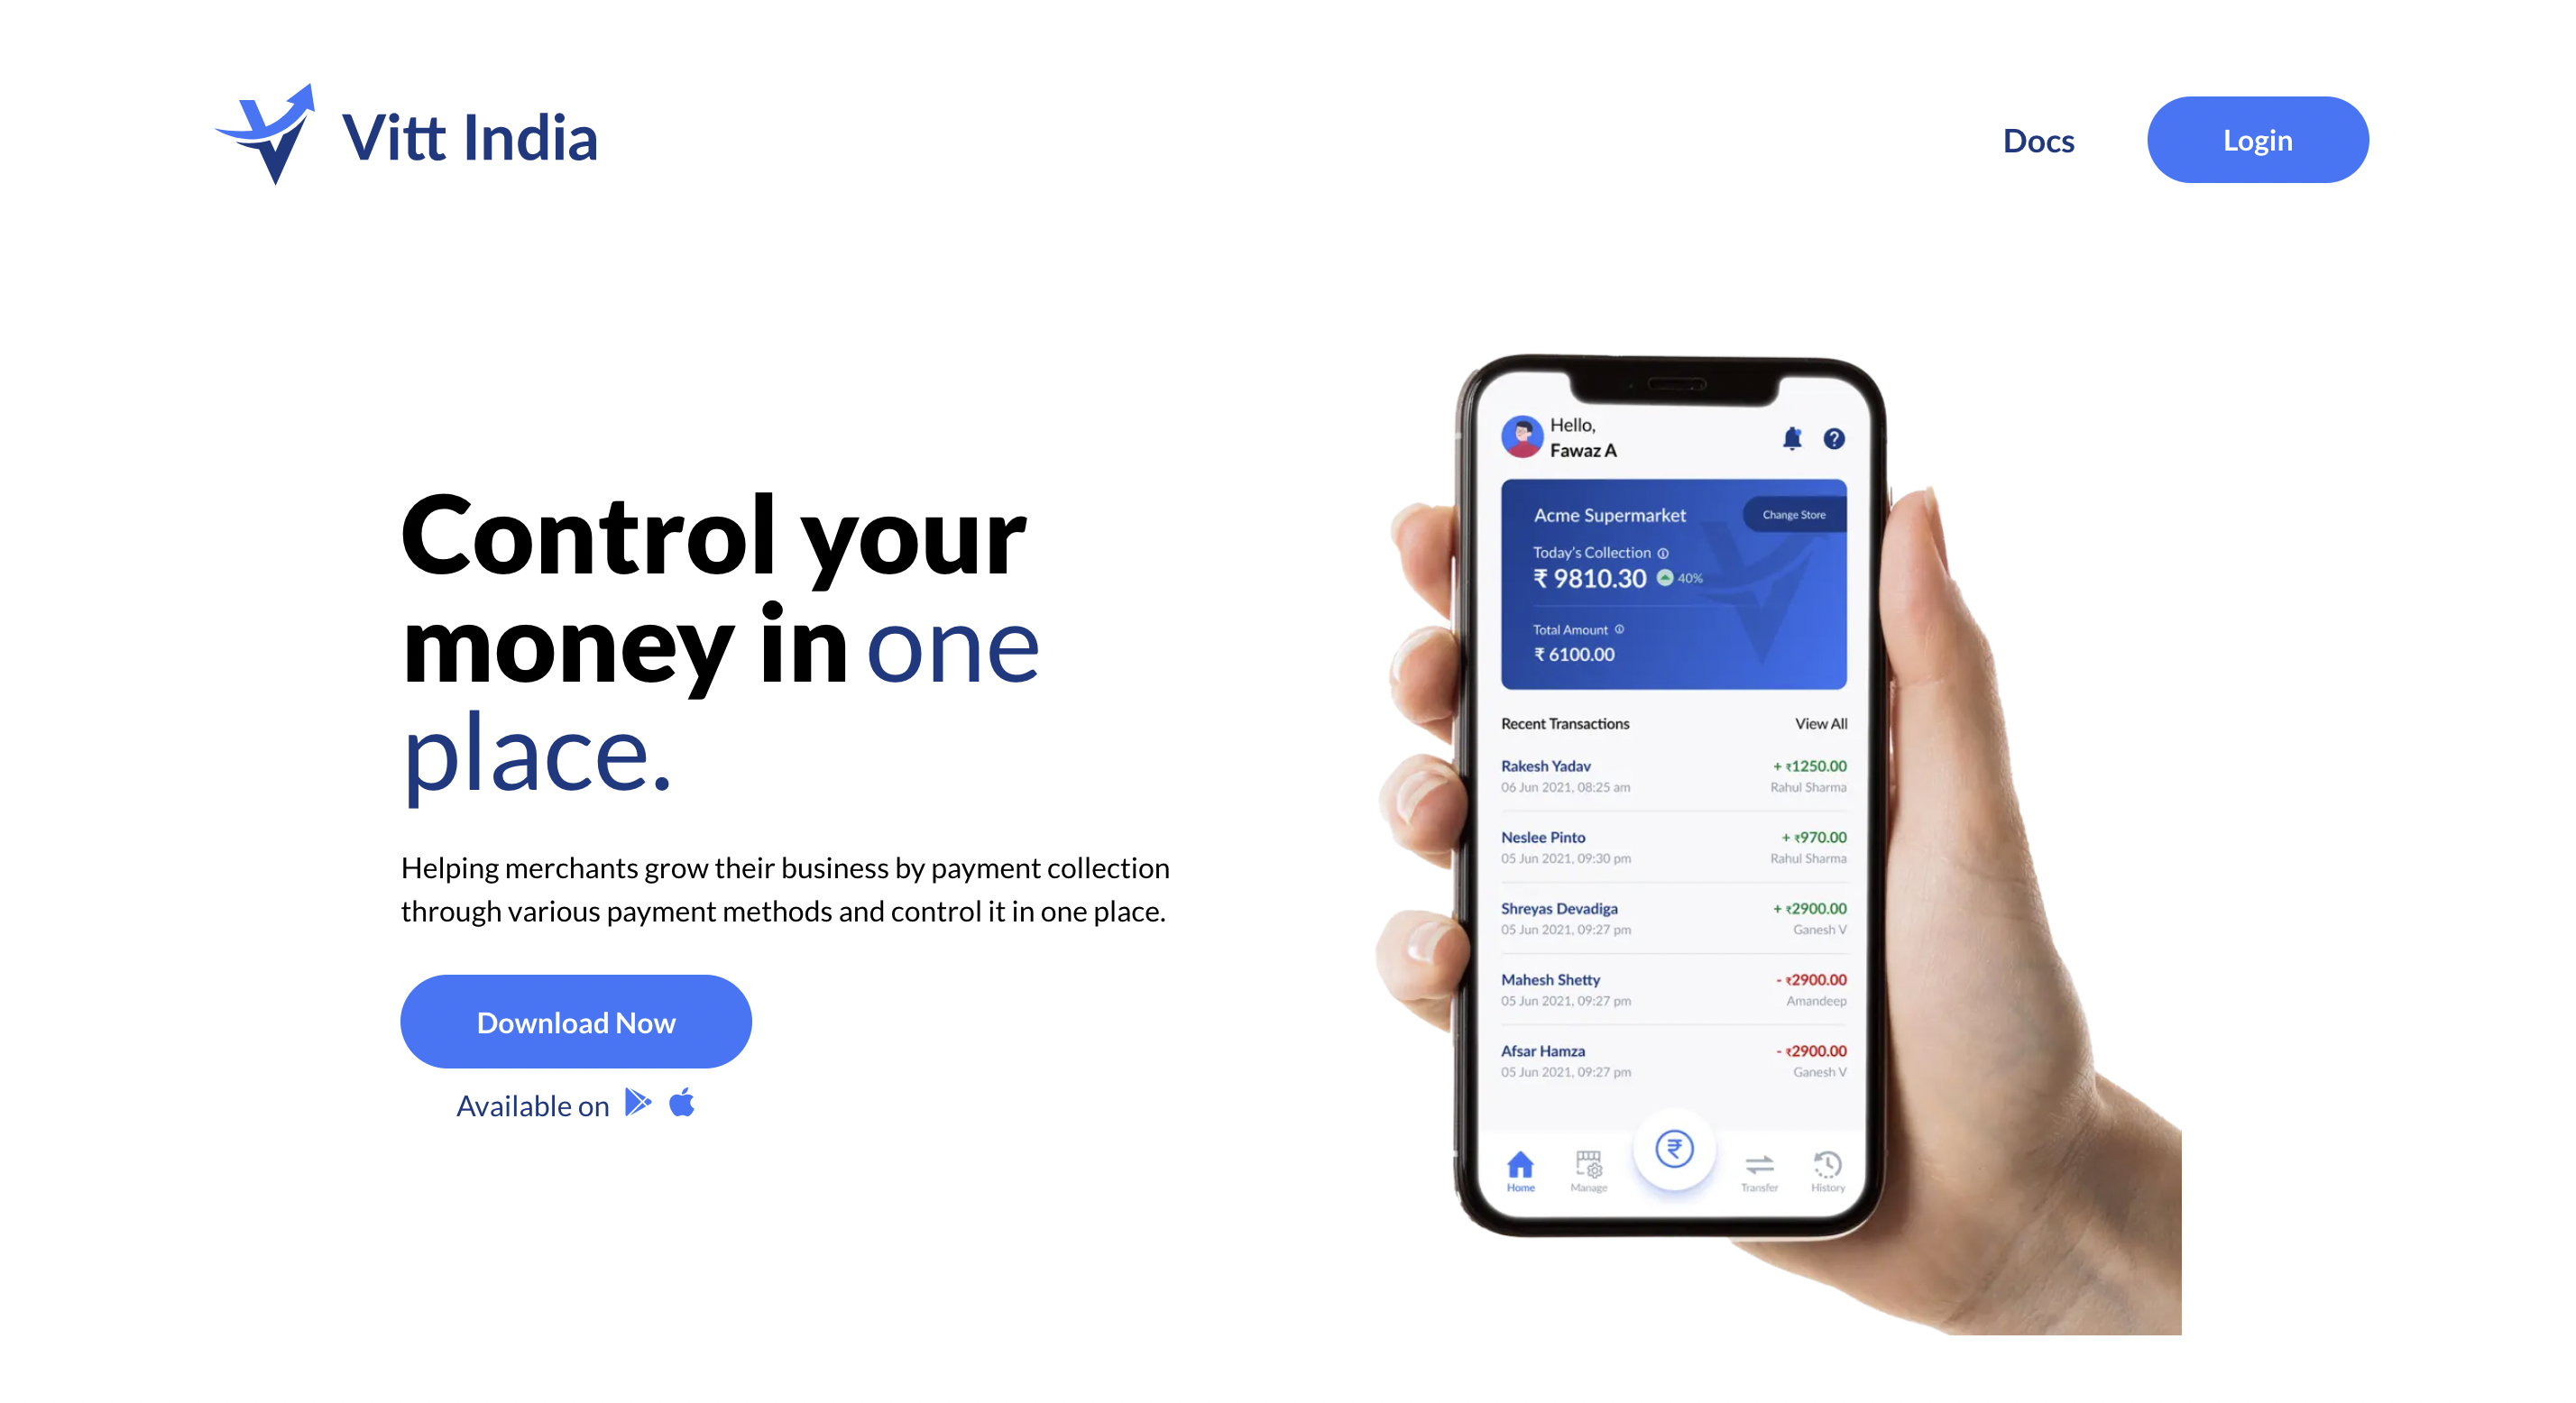 Vitt India
Docs
Login
Control your
money in one
place.
Helping merchants grow their business by payment collection
through various payment methods and control it in one place.
Download Now
Available on
Hello,
Fawaz A
Acme Supermarket
Change Store
Today's Collection
₹ 9810.30 40%
Total Amount
₹ 6100.00
Recent Transactions View All
Rakesh Yadav + ₹1250.00
06 Jun 2021, 08:25 am Rahul Sharma
Neslee Pinto + ₹970.00
05 Jun 2021, 09:30 pm Rahul Sharma
Shreyas Devadiga + ₹2900.00
05 Jun 2021, 09:27 pm Ganesh V
Mahesh Shetty - ₹2900.00
05 Jun 2021, 09:27 pm Amandeep
Afsar Hamza - ₹2900.00
05 Jun 2021, 09:27 pm Ganesh V
₹
Home Manage Transfer History